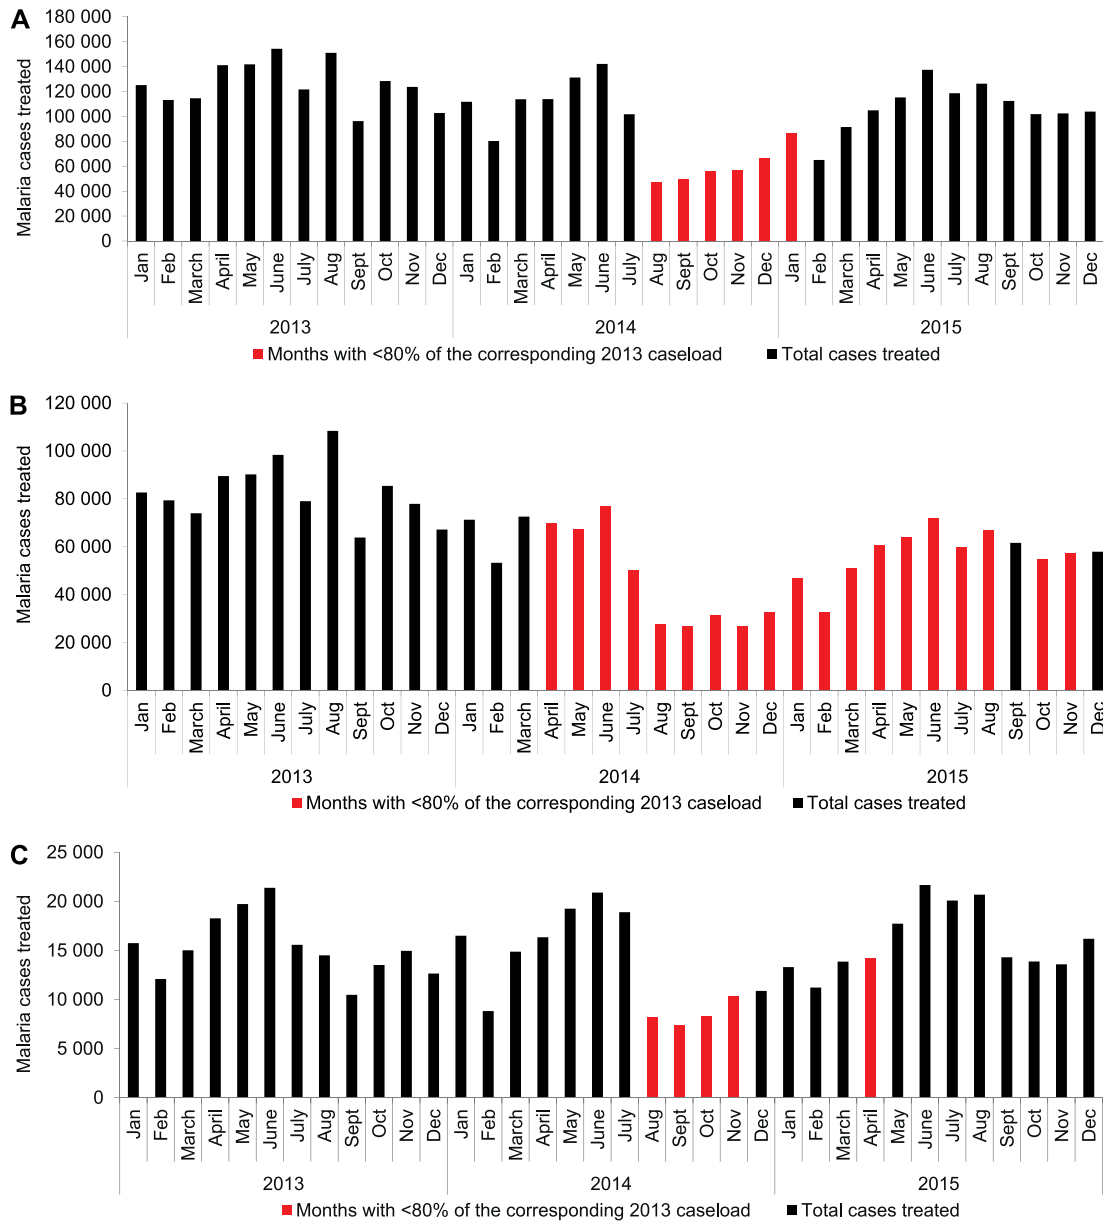 A
Malaria cases treated
180 000
160 000
140 000
120 000
100 000
80 000
60 000
40 000
20 000
0
Jan Feb March April May June July Aug Sept Oct Nov Dec Jan Feb March April May June July Aug Sept Oct Nov Dec Jan Feb March April May June July Aug Sept Oct Nov Dec
2013 2014 2015
Months with <80% of the corresponding 2013 caseload Total cases treated
B
Malaria cases treated
120 000
100 000
80 000
60 000
40 000
20 000
0
Jan Feb March April May June July Aug Sept Oct Nov Dec Jan Feb March April May June July Aug Sept Oct Nov Dec Jan Feb March April May June July Aug Sept Oct Nov Dec
2013 2014 2015
Months with <80% of the corresponding 2013 caseload Total cases treated
C
Malaria cases treated
25 000
20 000
15 000
10 000
5 000
0
Jan Feb March April May June July Aug Sept Oct Nov Dec Jan Feb March April May June July Aug Sept Oct Nov Dec Jan Feb March April May June July Aug Sept Oct Nov Dec
2013 2014 2015
Months with <80% of the corresponding 2013 caseload Total cases treated